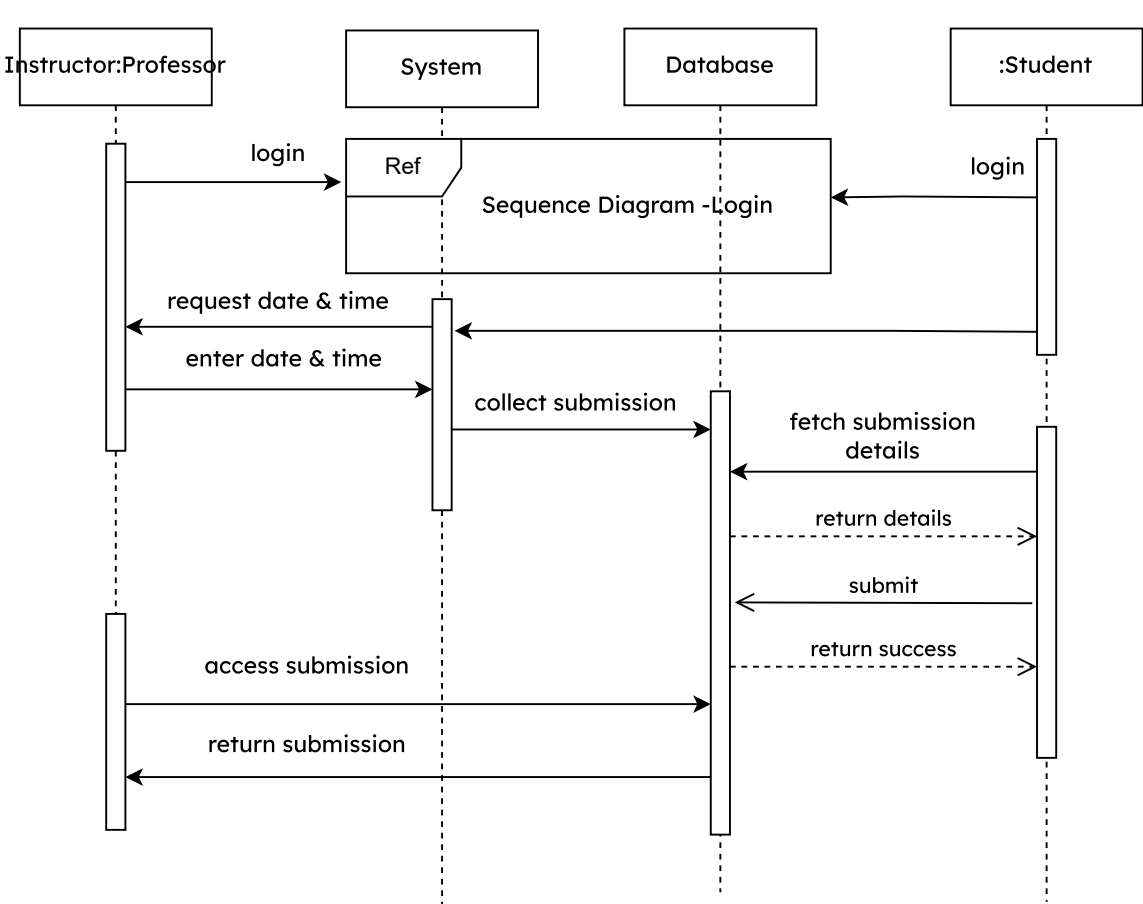 Instructor:Professor
System
Database
:Student
login
Ref
login
Sequence Diagram -Login
request date & time
enter date & time
collect submission
fetch submission
details
return details
submit
return success
access submission
return submission